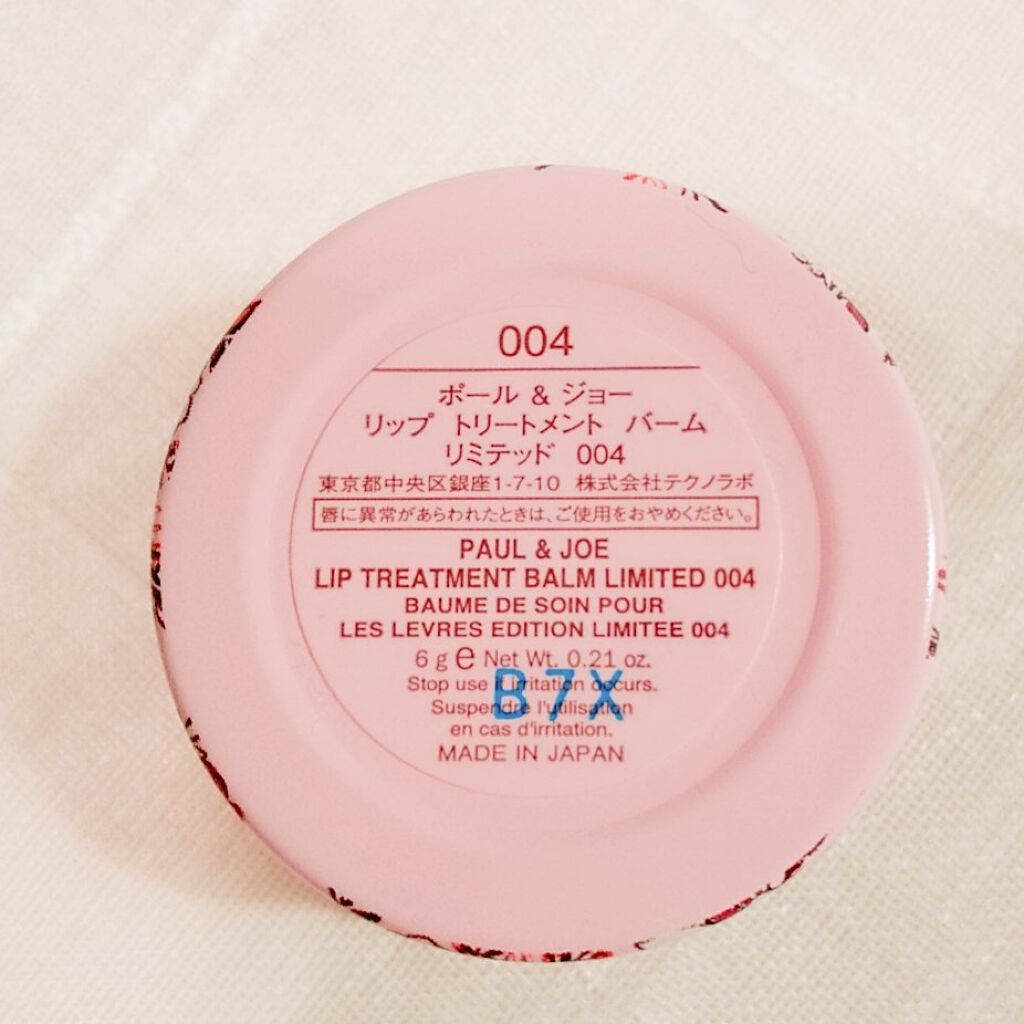 004
ポール & ジョー
リップ トリートメント バーム
リミテッド 004
東京都中央区銀座1-7-10 株式会社テクノラボ
唇に異常があらわれたときは、ご使用をおやめください。
PAUL & JOE
LIP TREATMENT BALM LIMITED 004
BAUME DE SOIN POUR
LES LEVRES EDITION LIMITEE 004
6 g e Net Wt. 0.21 oz.
Stop use if irritation occurs.
B7X
Suspendre l'utilisation
en cas d'irritation.
MADE IN JAPAN